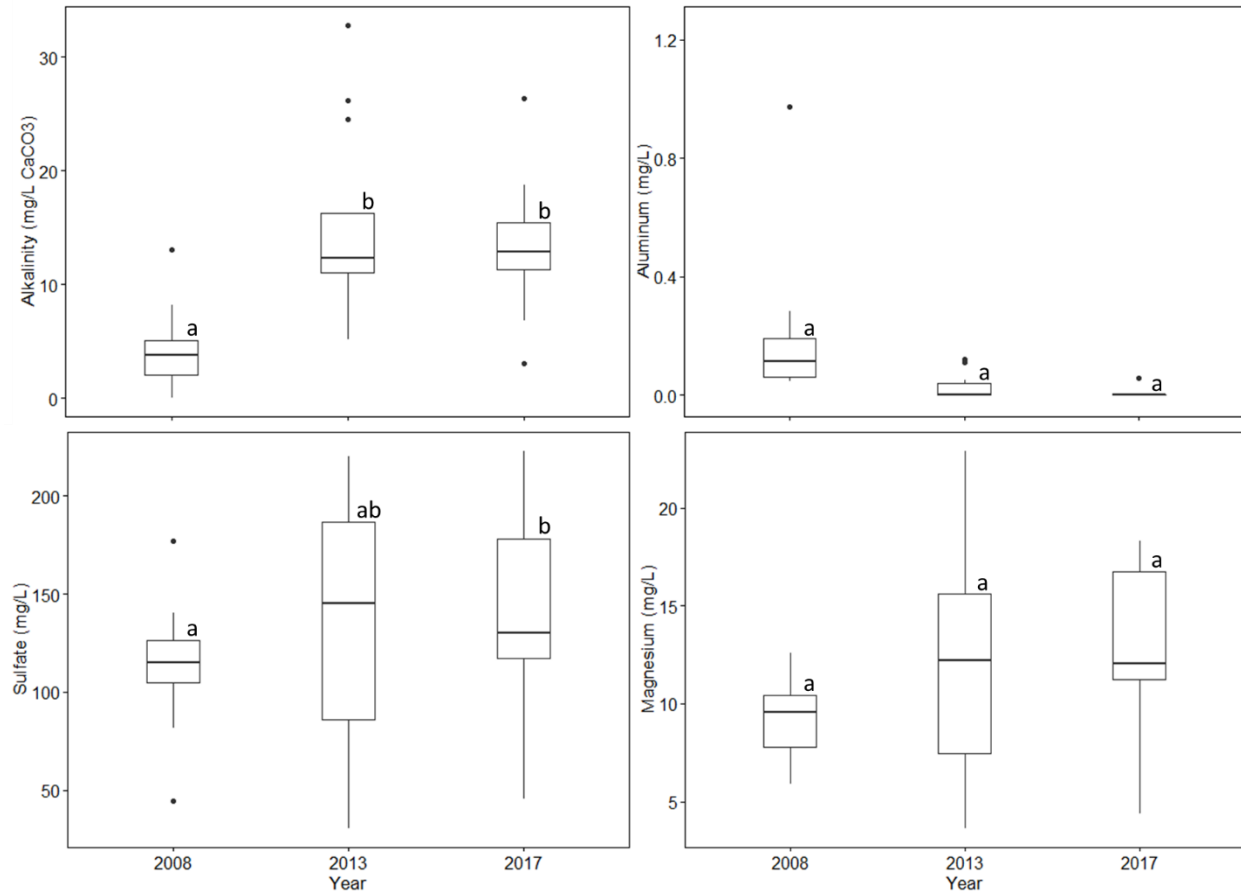 30
20
10
0
Alkalinity (mg/L CaCO3)
a
b
b
1.2
0.8
0.4
0.0
Aluminum (mg/L)
a
a
a
200
150
100
50
Sulfate (mg/L)
a
ab
b
2008
2013
2017
Year
20
15
10
5
Magnesium (mg/L)
a
a
a
2008
2013
2017
Year